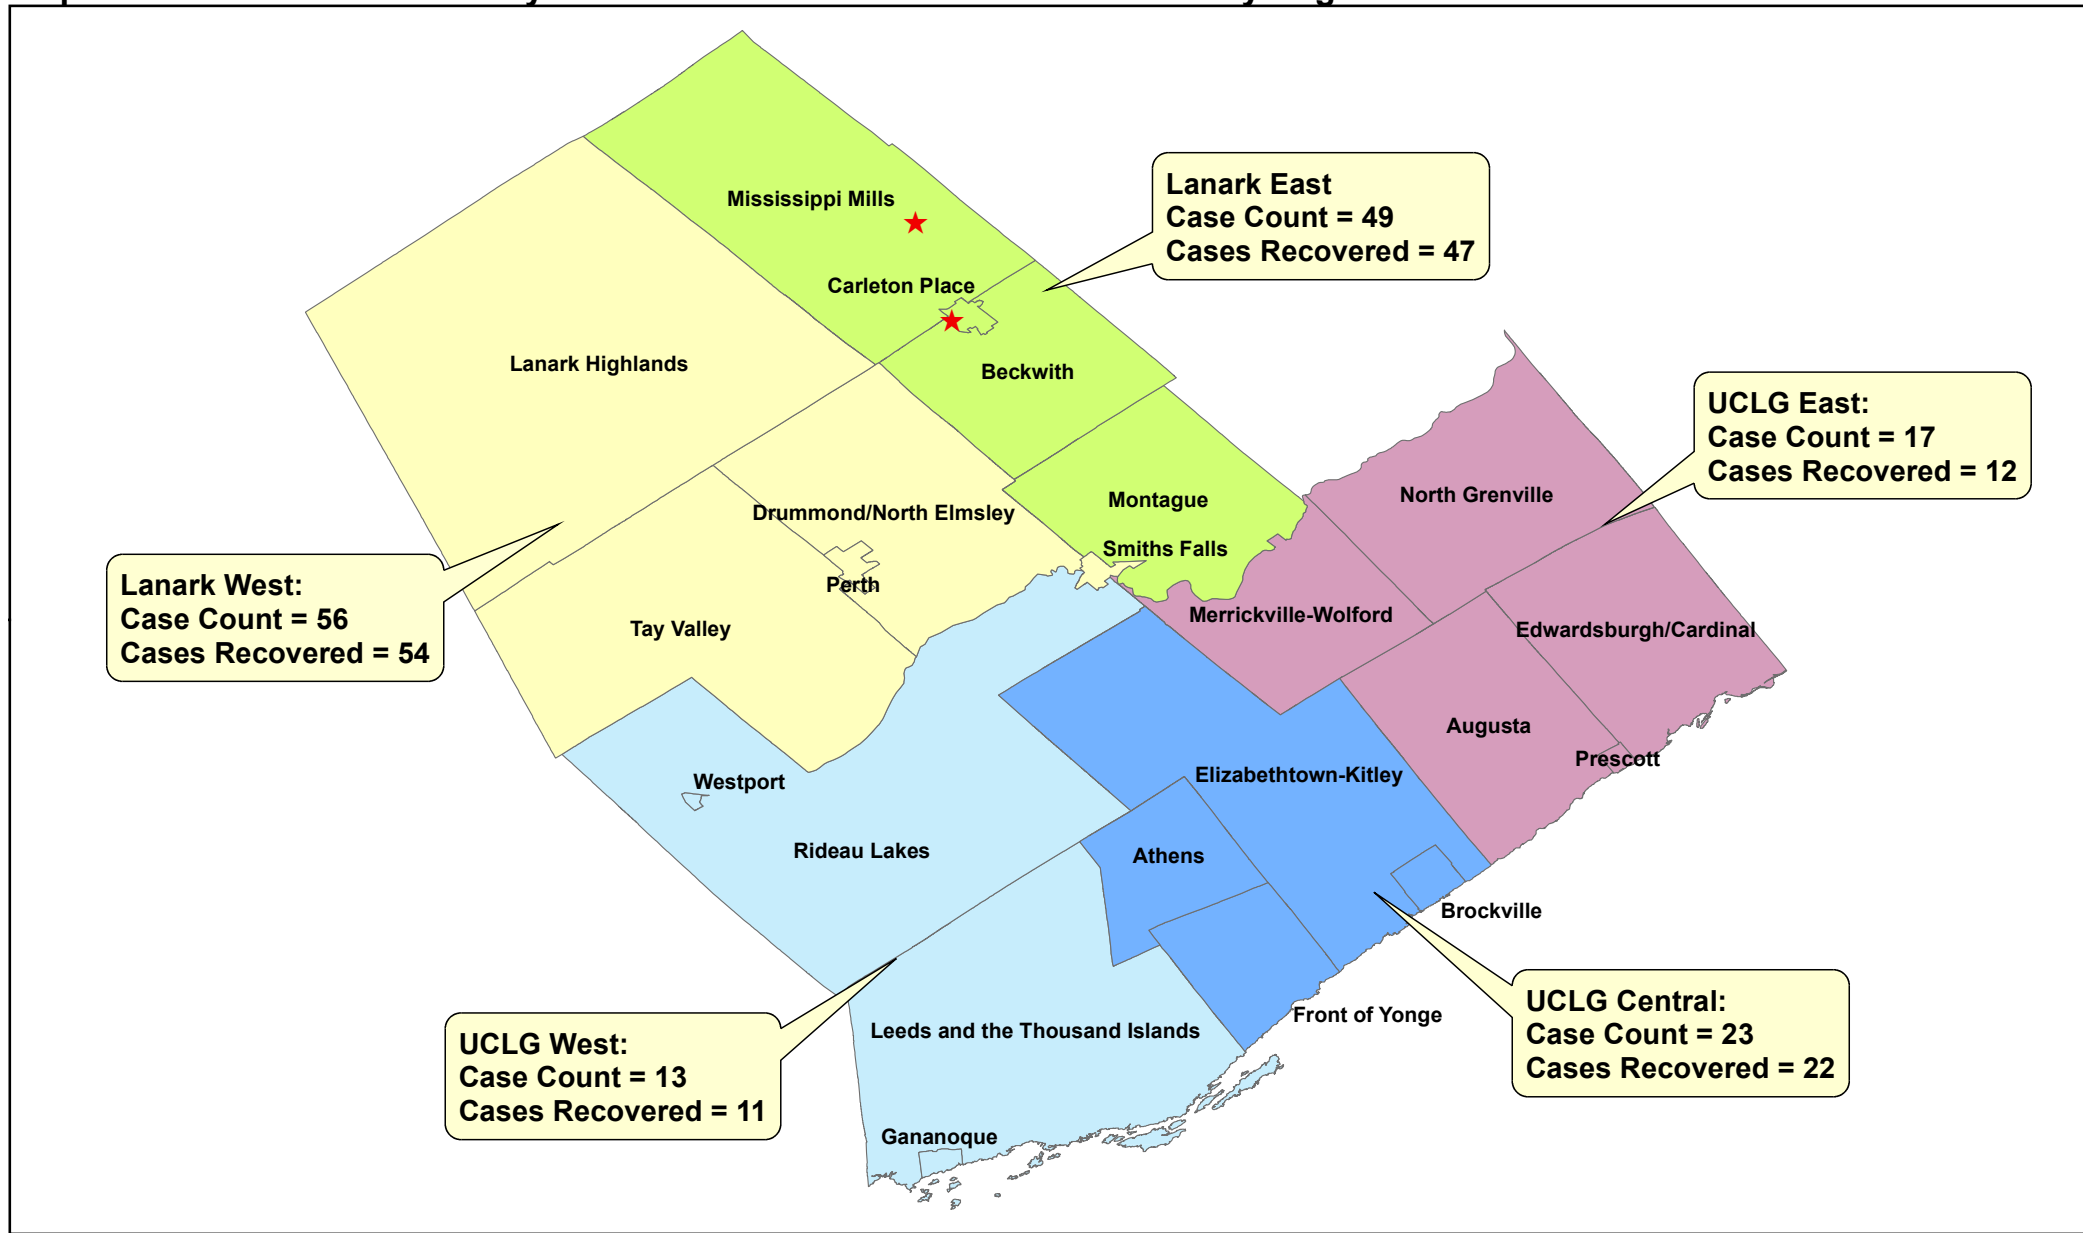 Mississippi Mills
Lanark East
Case Count = 49
Cases Recovered = 47
Carleton Place
Lanark Highlands
Beckwith
UCLG East:
Case Count = 17
Cases Recovered = 12
North Grenville
Montague
Drummond/North Elmsley
Smiths Falls
Perth
Lanark West:
Case Count = 56
Cases Recovered = 54
Tay Valley
Merrickville-Wolford
Edwardsburgh/Cardinal
Augusta
Prescott
Elizabethtown-Kitley
Westport
Rideau Lakes
Athens
Brockville
Front of Yonge
UCLG Central:
Case Count = 23
Cases Recovered = 22
Leeds and the Thousand Islands
UCLG West:
Case Count = 13
Cases Recovered = 11
Gananoque